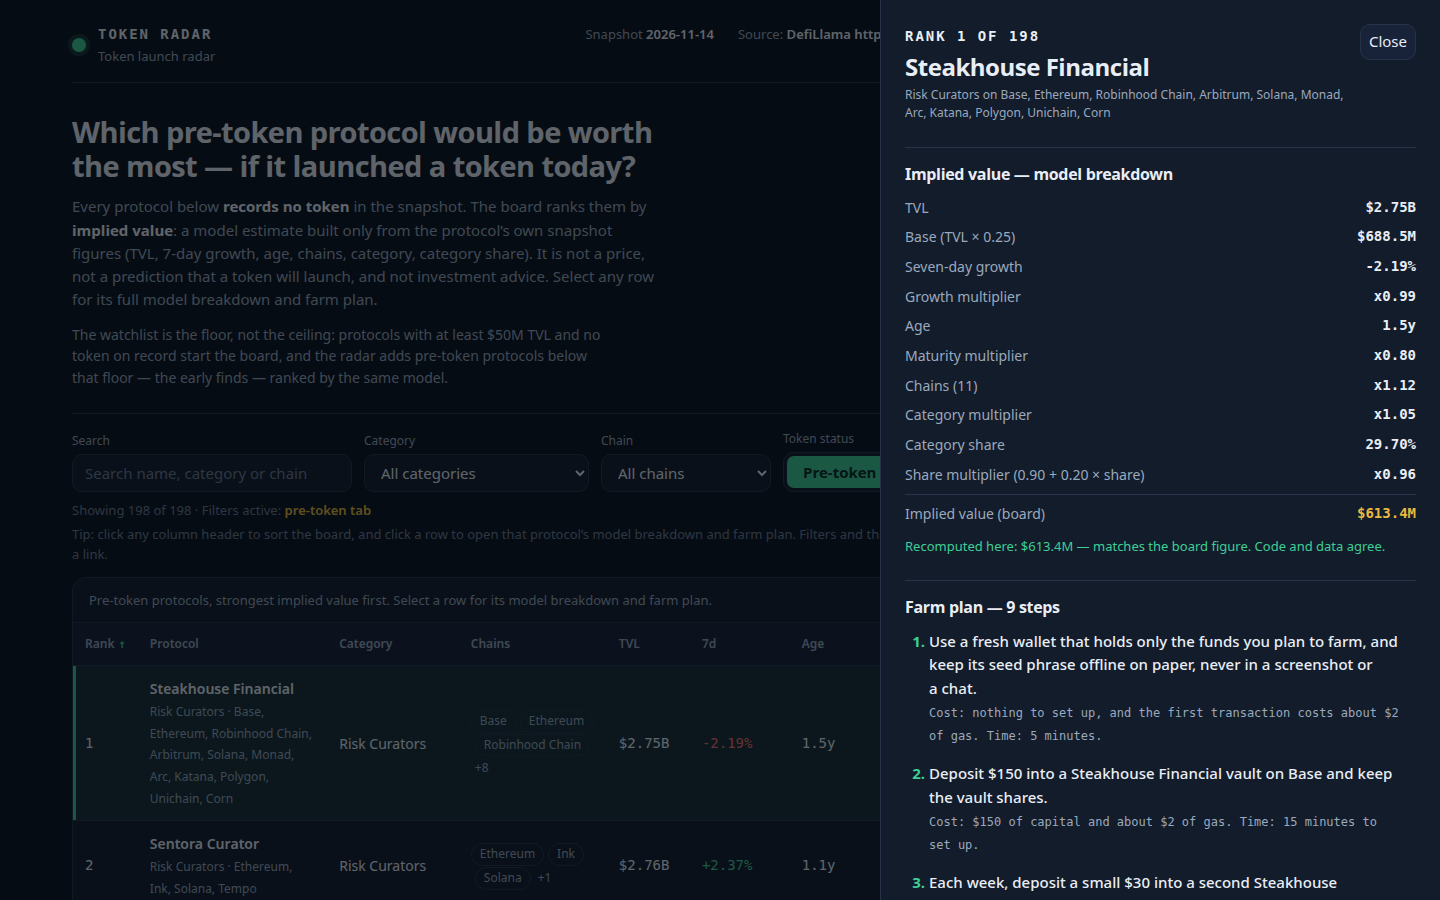 TOKEN RADAR
Token launch radar
Snapshot 2026-11-14 Source: DefiLlama http
Which pre-token protocol would be worth
the most — if it launched a token today?
Every protocol below records no token in the snapshot. The board ranks them by
implied value: a model estimate built only from the protocol's own snapshot
figures (TVL, 7-day growth, age, chains, category, category share). It is not a price,
not a prediction that a token will launch, and not investment advice. Select any row
for its full model breakdown and farm plan.
The watchlist is the floor, not the ceiling: protocols with at least $50M TVL and no
token on record start the board, and the radar adds pre-token protocols below
that floor — the early finds — ranked by the same model.
Search Category Chain Token status
Search name, category or chain All categories All chains Pre-token
Showing 198 of 198 · Filters active: pre-token tab
Tip: click any column header to sort the board, and click a row to open that protocol's model breakdown and farm plan. Filters and th
a link.
Pre-token protocols, strongest implied value first. Select a row for its model breakdown and farm plan.
Rank ↑ Protocol Category Chains TVL 7d Age
1 Steakhouse Financial
Risk Curators · Base,
Ethereum, Robinhood Chain,
Arbitrum, Solana, Monad,
Arc, Katana, Polygon,
Unichain, Corn
Risk Curators
Base Ethereum
Robinhood Chain
+8
$2.75B -2.19% 1.5y
2 Sentora Curator
Risk Curators · Ethereum,
Ink, Solana, Tempo
Risk Curators
Ethereum Ink
Solana +1
$2.76B +2.37% 1.1y
RANK 1 OF 198
Close
Steakhouse Financial
Risk Curators on Base, Ethereum, Robinhood Chain, Arbitrum, Solana, Monad,
Arc, Katana, Polygon, Unichain, Corn
Implied value — model breakdown
TVL $2.75B
Base (TVL × 0.25) $688.5M
Seven-day growth -2.19%
Growth multiplier x0.99
Age 1.5y
Maturity multiplier x0.80
Chains (11) x1.12
Category multiplier x1.05
Category share 29.70%
Share multiplier (0.90 + 0.20 × share) x0.96
Implied value (board) $613.4M
Recomputed here: $613.4M — matches the board figure. Code and data agree.
Farm plan — 9 steps
1. Use a fresh wallet that holds only the funds you plan to farm, and
keep its seed phrase offline on paper, never in a screenshot or
a chat.
Cost: nothing to set up, and the first transaction costs about $2
of gas. Time: 5 minutes.
2. Deposit $150 into a Steakhouse Financial vault on Base and keep
the vault shares.
Cost: $150 of capital and about $2 of gas. Time: 15 minutes to
set up.
3. Each week, deposit a small $30 into a second Steakhouse